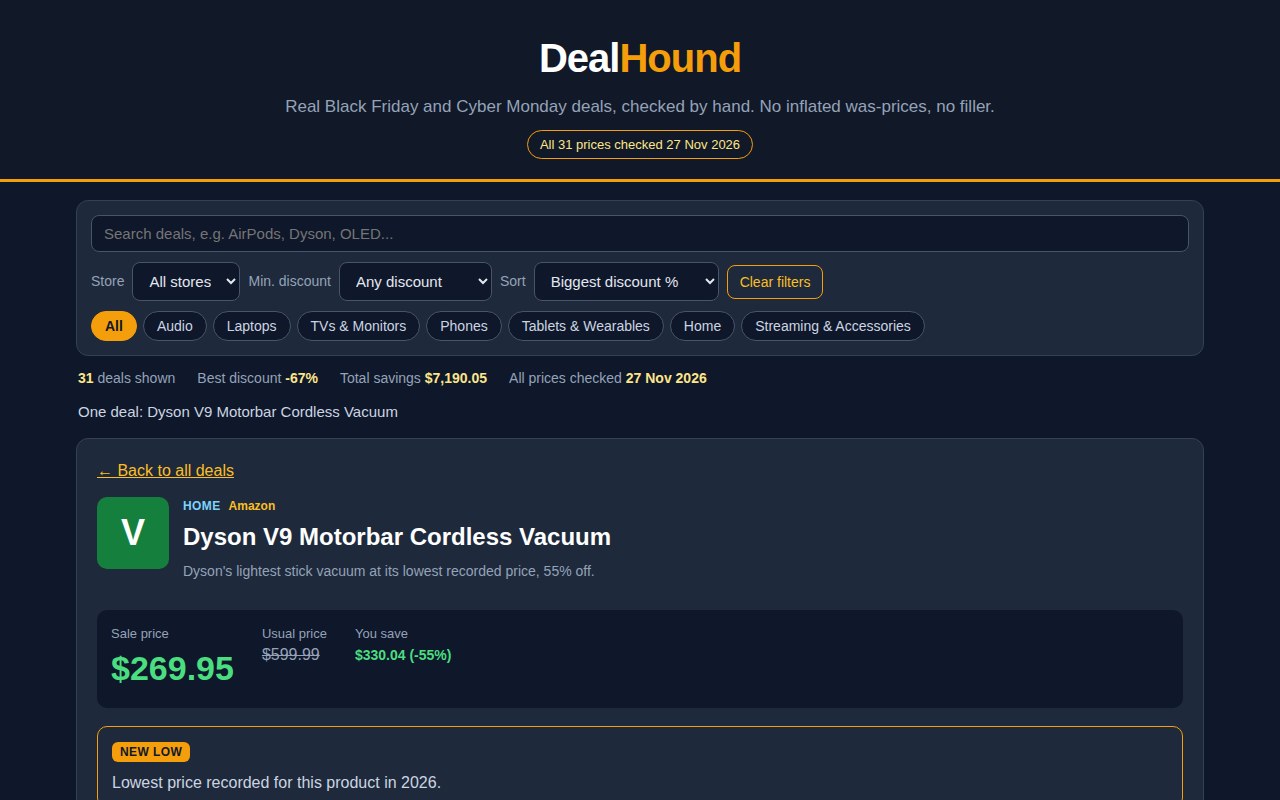 DealHound
Real Black Friday and Cyber Monday deals, checked by hand. No inflated was-prices, no filler.
All 31 prices checked 27 Nov 2026
Search deals, e.g. AirPods, Dyson, OLED...
Store All stores Min. discount Any discount Sort Biggest discount % Clear filters
All Audio Laptops TVs & Monitors Phones Tablets & Wearables Home Streaming & Accessories
31 deals shown Best discount -67% Total savings $7,190.05 All prices checked 27 Nov 2026
One deal: Dyson V9 Motorbar Cordless Vacuum
← Back to all deals
V
HOME Amazon
Dyson V9 Motorbar Cordless Vacuum
Dyson's lightest stick vacuum at its lowest recorded price, 55% off.
Sale price Usual price You save
$269.95 $599.99 $330.04 (-55%)
NEW LOW
Lowest price recorded for this product in 2026.